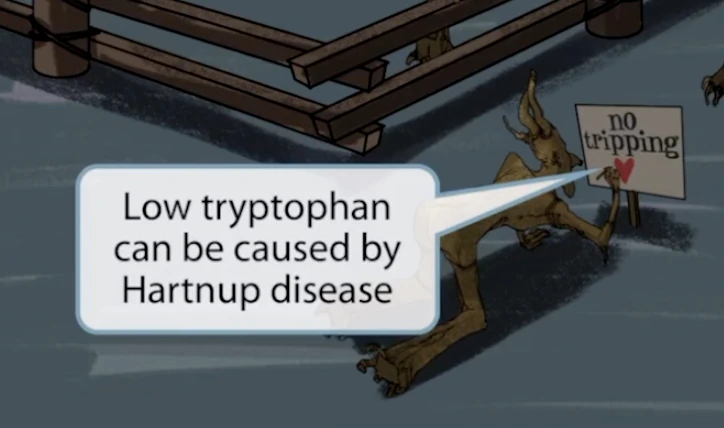 no
tripping
Low tryptophan
can be caused by
Hartnup disease